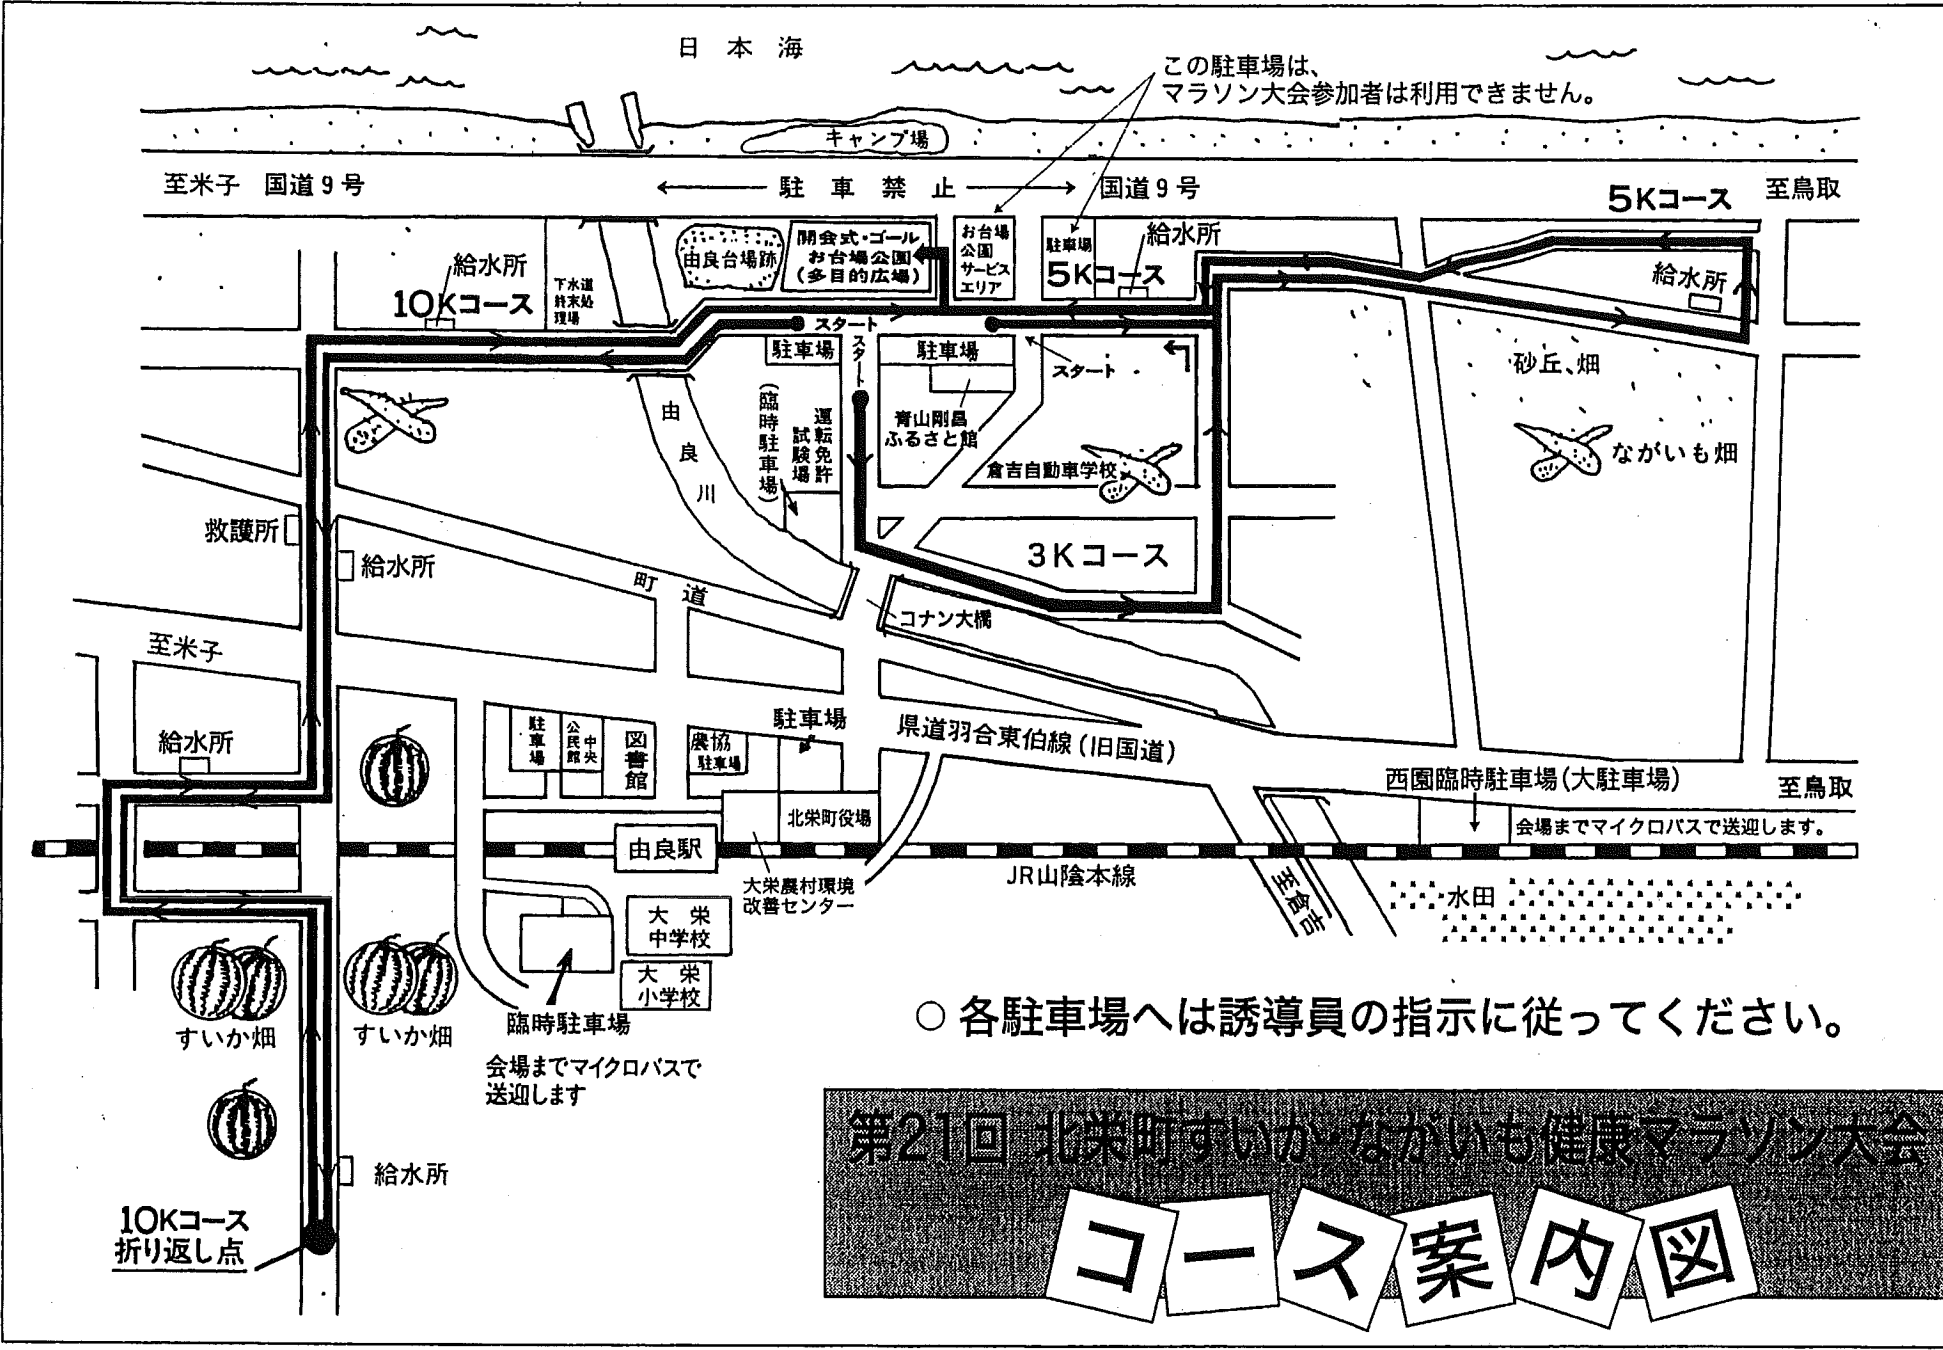 日本海
この駐車場は、
マラソン大会参加者は利用できません。
キャンプ場
至米子 国道9号
駐車禁止
国道9号
5Kコース
至鳥取
給水所
10Kコース
下水道
終末処
理場
由良台場跡
開会式・ゴール
お台場公園
(多目的広場)
お台場
公園
サービス
エリア
駐車場
5Kコース
給水所
給水所
スタート
スタート
スタート
駐車場
(臨時駐車場)
運転免許
試験場
駐車場
青山剛昌
ふるさと館
倉吉自動車学校
砂丘、畑
ながいも畑
由良川
救護所
給水所
町道
3Kコース
コナン大橋
至米子
給水所
駐車場
中央
公民館
図書館
農協
駐車場
駐車場
県道羽合東伯線(旧国道)
西園臨時駐車場(大駐車場)
至鳥取
会場までマイクロバスで送迎します。
北栄町役場
由良駅
大栄農村環境
改善センター
JR山陰本線
至倉吉
水田
大栄
中学校
大栄
小学校
すいか畑
すいか畑
臨時駐車場
会場までマイクロバスで
送迎します
給水所
10Kコース
折り返し点
○ 各駐車場へは誘導員の指示に従ってください。
第21回 北栄町すいか・ながいも健康マラソン大会
コース案内図